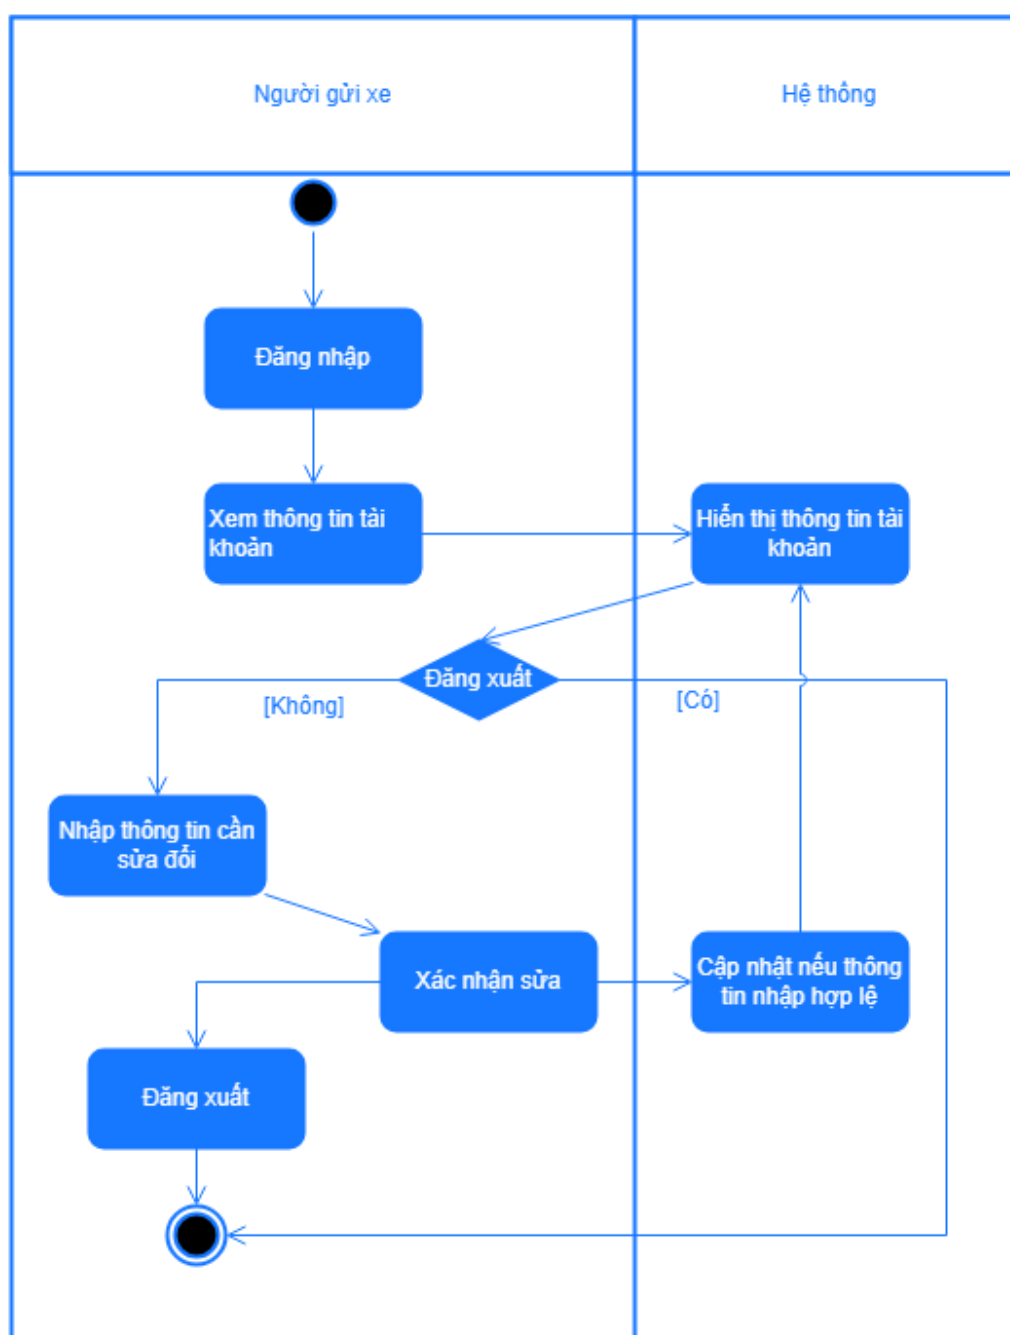 Người gửi xe
Hệ thống
Đăng nhập
Xem thông tin tài
khoản
Hiển thị thông tin tài
khoản
Đăng xuất
[Không]
[Có]
Nhập thông tin cần
sửa đổi
Xác nhận sửa
Cập nhật nếu thông
tin nhập hợp lệ
Đăng xuất